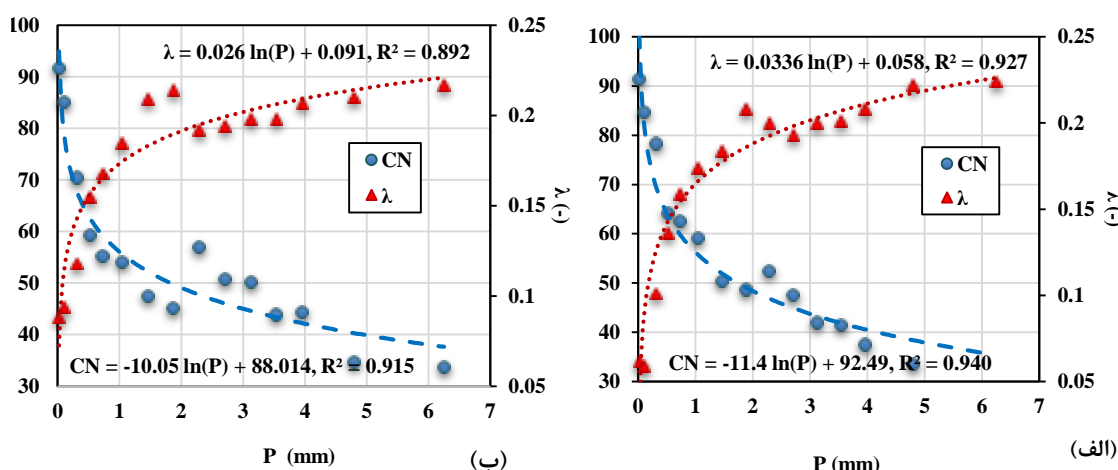 λ = 0.026 ln(P) + 0.091, R² = 0.892
CN = -10.05 ln(P) + 88.014, R² = 0.915
CN
λ
100
90
80
70
60
50
40
30
0.25
0.2
0.15
0.1
0.05
λ (-)
0 1 2 3 4 5 6 7
P (mm)
(ب)
λ = 0.0336 ln(P) + 0.058, R² = 0.927
CN = -11.4 ln(P) + 92.49, R² = 0.940
CN
λ
100
90
80
70
60
50
40
30
0.25
0.2
0.15
0.1
0.05
λ (-)
0 1 2 3 4 5 6 7
P (mm)
(الف)